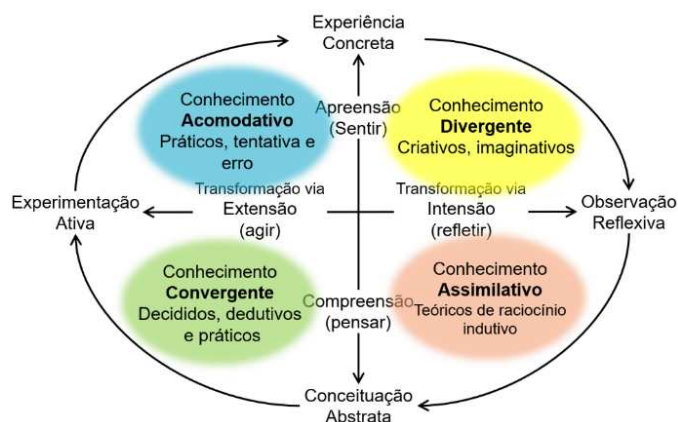 Experiência
Concreta
Conhecimento
Acomodativo
Práticos, tentativa e
erro
Apreensão
(Sentir)
Conhecimento
Divergente
Criativos, imaginativos
Experimentação
Ativa
Transformação via
Extensão
(agir)
Transformação via
Intensão
(refletir)
Observação
Reflexiva
Conhecimento
Convergente
Decididos, dedutivos
e práticos
Compreensão
(pensar)
Conhecimento
Assimilativo
Teóricos de raciocínio
indutivo
Conceituação
Abstrata